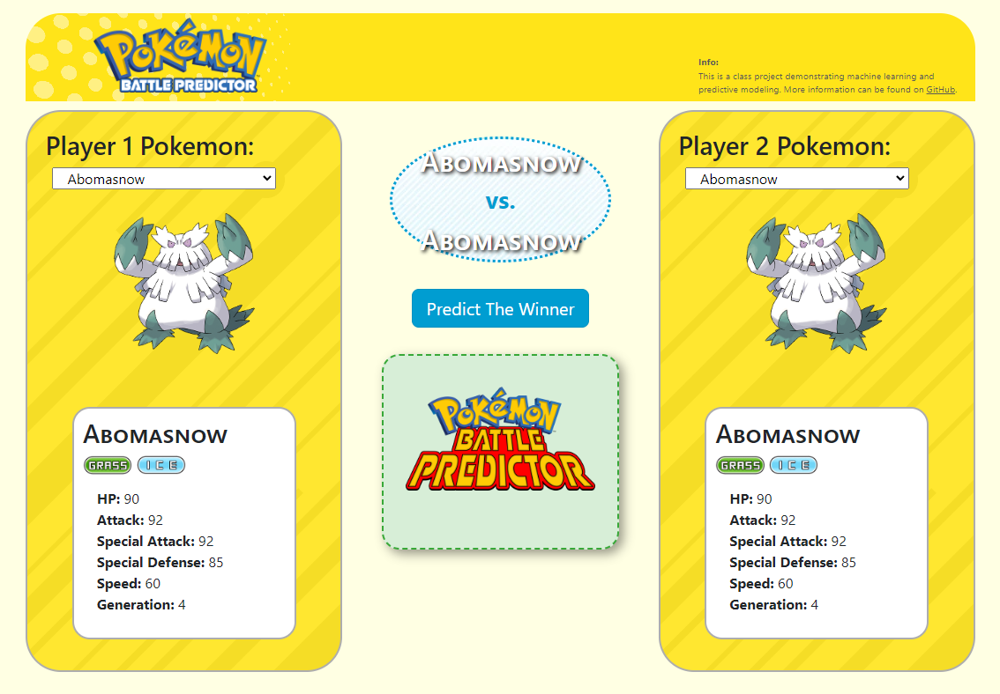 POKÉMON
BATTLE PREDICTOR
Info:
This is a class project demonstrating machine learning and
predictive modeling. More information can be found on GitHub.
Player 1 Pokemon:
Abomasnow
Abomasnow
GRASS ICE
HP: 90
Attack: 92
Special Attack: 92
Special Defense: 85
Speed: 60
Generation: 4
Abomasnow
vs.
Abomasnow
Predict The Winner
POKÉMON
BATTLE
PREDICTOR
Player 2 Pokemon:
Abomasnow
Abomasnow
GRASS ICE
HP: 90
Attack: 92
Special Attack: 92
Special Defense: 85
Speed: 60
Generation: 4